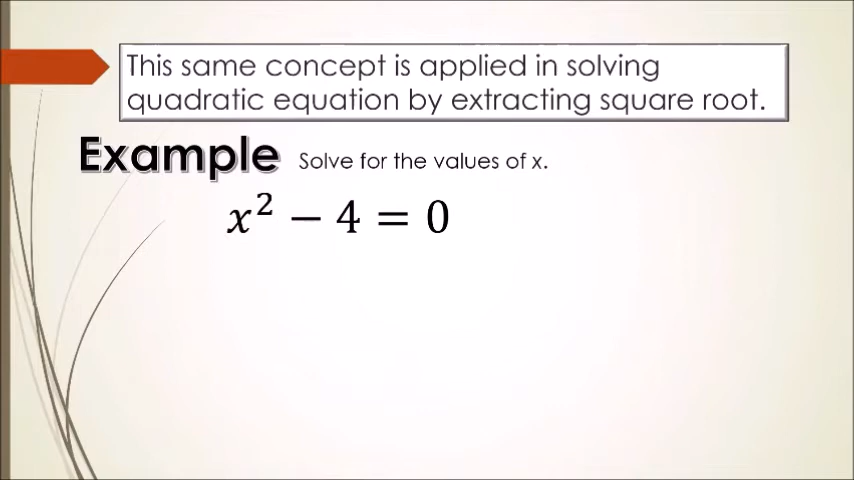 This same concept is applied in solving
quadratic equation by extracting square root.
Example Solve for the values of x.
x² − 4 = 0